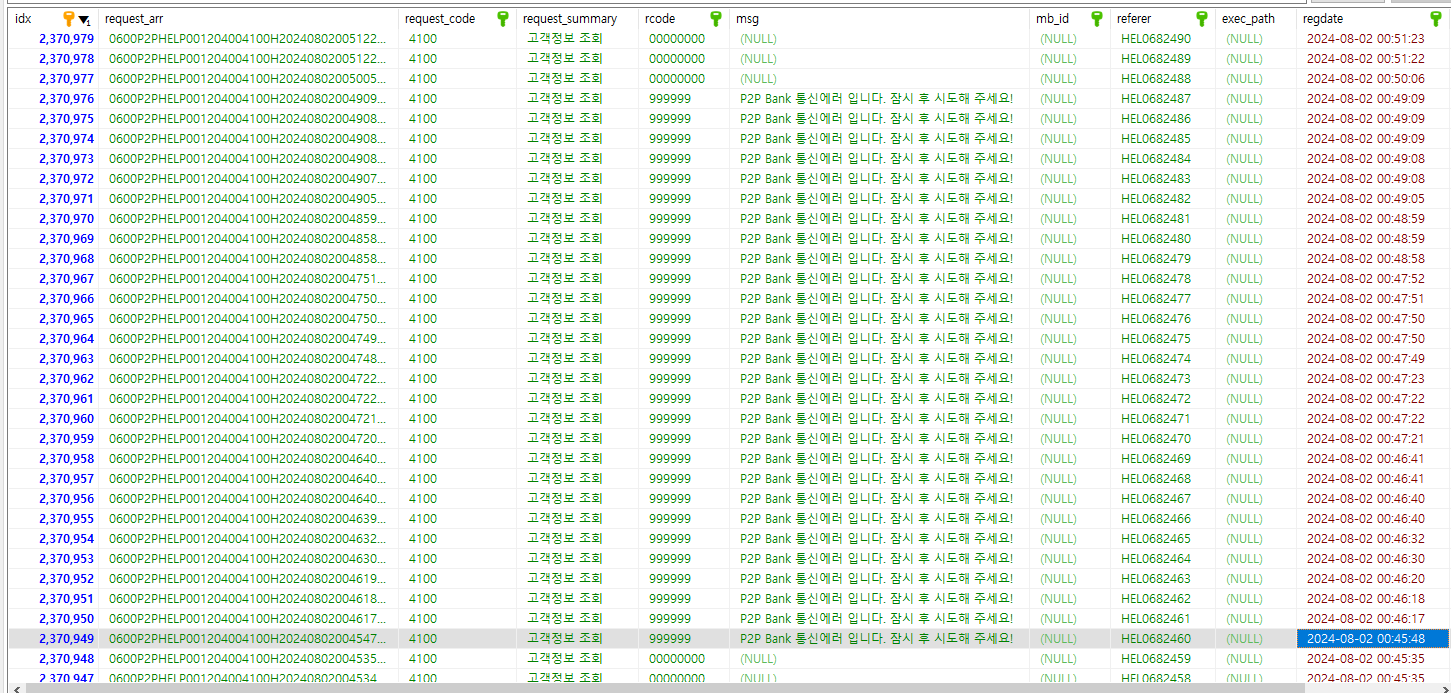 idx request_arr request_code request_summary rcode msg mb_id referer exec_path regdate
2,370,979 0600P2PHELP001204004100H20240802005122... 4100 고객정보 조회 00000000 (NULL) (NULL) HEL0682490 (NULL) 2024-08-02 00:51:23
2,370,978 0600P2PHELP001204004100H20240802005122... 4100 고객정보 조회 00000000 (NULL) (NULL) HEL0682489 (NULL) 2024-08-02 00:51:22
2,370,977 0600P2PHELP001204004100H20240802005005... 4100 고객정보 조회 00000000 (NULL) (NULL) HEL0682488 (NULL) 2024-08-02 00:50:06
2,370,976 0600P2PHELP001204004100H20240802004909... 4100 고객정보 조회 999999 P2P Bank 통신에러 입니다. 잠시 후 시도해 주세요! (NULL) HEL0682487 (NULL) 2024-08-02 00:49:09
2,370,975 0600P2PHELP001204004100H20240802004908... 4100 고객정보 조회 999999 P2P Bank 통신에러 입니다. 잠시 후 시도해 주세요! (NULL) HEL0682486 (NULL) 2024-08-02 00:49:09
2,370,974 0600P2PHELP001204004100H20240802004908... 4100 고객정보 조회 999999 P2P Bank 통신에러 입니다. 잠시 후 시도해 주세요! (NULL) HEL0682485 (NULL) 2024-08-02 00:49:09
2,370,973 0600P2PHELP001204004100H20240802004908... 4100 고객정보 조회 999999 P2P Bank 통신에러 입니다. 잠시 후 시도해 주세요! (NULL) HEL0682484 (NULL) 2024-08-02 00:49:08
2,370,972 0600P2PHELP001204004100H20240802004907... 4100 고객정보 조회 999999 P2P Bank 통신에러 입니다. 잠시 후 시도해 주세요! (NULL) HEL0682483 (NULL) 2024-08-02 00:49:08
2,370,971 0600P2PHELP001204004100H20240802004905... 4100 고객정보 조회 999999 P2P Bank 통신에러 입니다. 잠시 후 시도해 주세요! (NULL) HEL0682482 (NULL) 2024-08-02 00:49:05
2,370,970 0600P2PHELP001204004100H20240802004859... 4100 고객정보 조회 999999 P2P Bank 통신에러 입니다. 잠시 후 시도해 주세요! (NULL) HEL0682481 (NULL) 2024-08-02 00:48:59
2,370,969 0600P2PHELP001204004100H20240802004858... 4100 고객정보 조회 999999 P2P Bank 통신에러 입니다. 잠시 후 시도해 주세요! (NULL) HEL0682480 (NULL) 2024-08-02 00:48:59
2,370,968 0600P2PHELP001204004100H20240802004858... 4100 고객정보 조회 999999 P2P Bank 통신에러 입니다. 잠시 후 시도해 주세요! (NULL) HEL0682479 (NULL) 2024-08-02 00:48:58
2,370,967 0600P2PHELP001204004100H20240802004751... 4100 고객정보 조회 999999 P2P Bank 통신에러 입니다. 잠시 후 시도해 주세요! (NULL) HEL0682478 (NULL) 2024-08-02 00:47:52
2,370,966 0600P2PHELP001204004100H20240802004750... 4100 고객정보 조회 999999 P2P Bank 통신에러 입니다. 잠시 후 시도해 주세요! (NULL) HEL0682477 (NULL) 2024-08-02 00:47:51
2,370,965 0600P2PHELP001204004100H20240802004750... 4100 고객정보 조회 999999 P2P Bank 통신에러 입니다. 잠시 후 시도해 주세요! (NULL) HEL0682476 (NULL) 2024-08-02 00:47:50
2,370,964 0600P2PHELP001204004100H20240802004749... 4100 고객정보 조회 999999 P2P Bank 통신에러 입니다. 잠시 후 시도해 주세요! (NULL) HEL0682475 (NULL) 2024-08-02 00:47:50
2,370,963 0600P2PHELP001204004100H20240802004748... 4100 고객정보 조회 999999 P2P Bank 통신에러 입니다. 잠시 후 시도해 주세요! (NULL) HEL0682474 (NULL) 2024-08-02 00:47:49
2,370,962 0600P2PHELP001204004100H20240802004722... 4100 고객정보 조회 999999 P2P Bank 통신에러 입니다. 잠시 후 시도해 주세요! (NULL) HEL0682473 (NULL) 2024-08-02 00:47:23
2,370,961 0600P2PHELP001204004100H20240802004722... 4100 고객정보 조회 999999 P2P Bank 통신에러 입니다. 잠시 후 시도해 주세요! (NULL) HEL0682472 (NULL) 2024-08-02 00:47:22
2,370,960 0600P2PHELP001204004100H20240802004721... 4100 고객정보 조회 999999 P2P Bank 통신에러 입니다. 잠시 후 시도해 주세요! (NULL) HEL0682471 (NULL) 2024-08-02 00:47:22
2,370,959 0600P2PHELP001204004100H20240802004720... 4100 고객정보 조회 999999 P2P Bank 통신에러 입니다. 잠시 후 시도해 주세요! (NULL) HEL0682470 (NULL) 2024-08-02 00:47:21
2,370,958 0600P2PHELP001204004100H20240802004640... 4100 고객정보 조회 999999 P2P Bank 통신에러 입니다. 잠시 후 시도해 주세요! (NULL) HEL0682469 (NULL) 2024-08-02 00:46:41
2,370,957 0600P2PHELP001204004100H20240802004640... 4100 고객정보 조회 999999 P2P Bank 통신에러 입니다. 잠시 후 시도해 주세요! (NULL) HEL0682468 (NULL) 2024-08-02 00:46:41
2,370,956 0600P2PHELP001204004100H20240802004640... 4100 고객정보 조회 999999 P2P Bank 통신에러 입니다. 잠시 후 시도해 주세요! (NULL) HEL0682467 (NULL) 2024-08-02 00:46:40
2,370,955 0600P2PHELP001204004100H20240802004639... 4100 고객정보 조회 999999 P2P Bank 통신에러 입니다. 잠시 후 시도해 주세요! (NULL) HEL0682466 (NULL) 2024-08-02 00:46:40
2,370,954 0600P2PHELP001204004100H20240802004632... 4100 고객정보 조회 999999 P2P Bank 통신에러 입니다. 잠시 후 시도해 주세요! (NULL) HEL0682465 (NULL) 2024-08-02 00:46:32
2,370,953 0600P2PHELP001204004100H20240802004630... 4100 고객정보 조회 999999 P2P Bank 통신에러 입니다. 잠시 후 시도해 주세요! (NULL) HEL0682464 (NULL) 2024-08-02 00:46:30
2,370,952 0600P2PHELP001204004100H20240802004619... 4100 고객정보 조회 999999 P2P Bank 통신에러 입니다. 잠시 후 시도해 주세요! (NULL) HEL0682463 (NULL) 2024-08-02 00:46:20
2,370,951 0600P2PHELP001204004100H20240802004618... 4100 고객정보 조회 999999 P2P Bank 통신에러 입니다. 잠시 후 시도해 주세요! (NULL) HEL0682462 (NULL) 2024-08-02 00:46:18
2,370,950 0600P2PHELP001204004100H20240802004617... 4100 고객정보 조회 999999 P2P Bank 통신에러 입니다. 잠시 후 시도해 주세요! (NULL) HEL0682461 (NULL) 2024-08-02 00:46:17
2,370,949 0600P2PHELP001204004100H20240802004547... 4100 고객정보 조회 999999 P2P Bank 통신에러 입니다. 잠시 후 시도해 주세요! (NULL) HEL0682460 (NULL) 2024-08-02 00:45:48
2,370,948 0600P2PHELP001204004100H20240802004535... 4100 고객정보 조회 00000000 (NULL) (NULL) HEL0682459 (NULL) 2024-08-02 00:45:35
2,370,947 0600P2PHELP001204004100H20240802004534... 4100 고객정보 조회 00000000 (NULL) (NULL) HEL0682458 (NULL) 2024-08-02 00:45:35